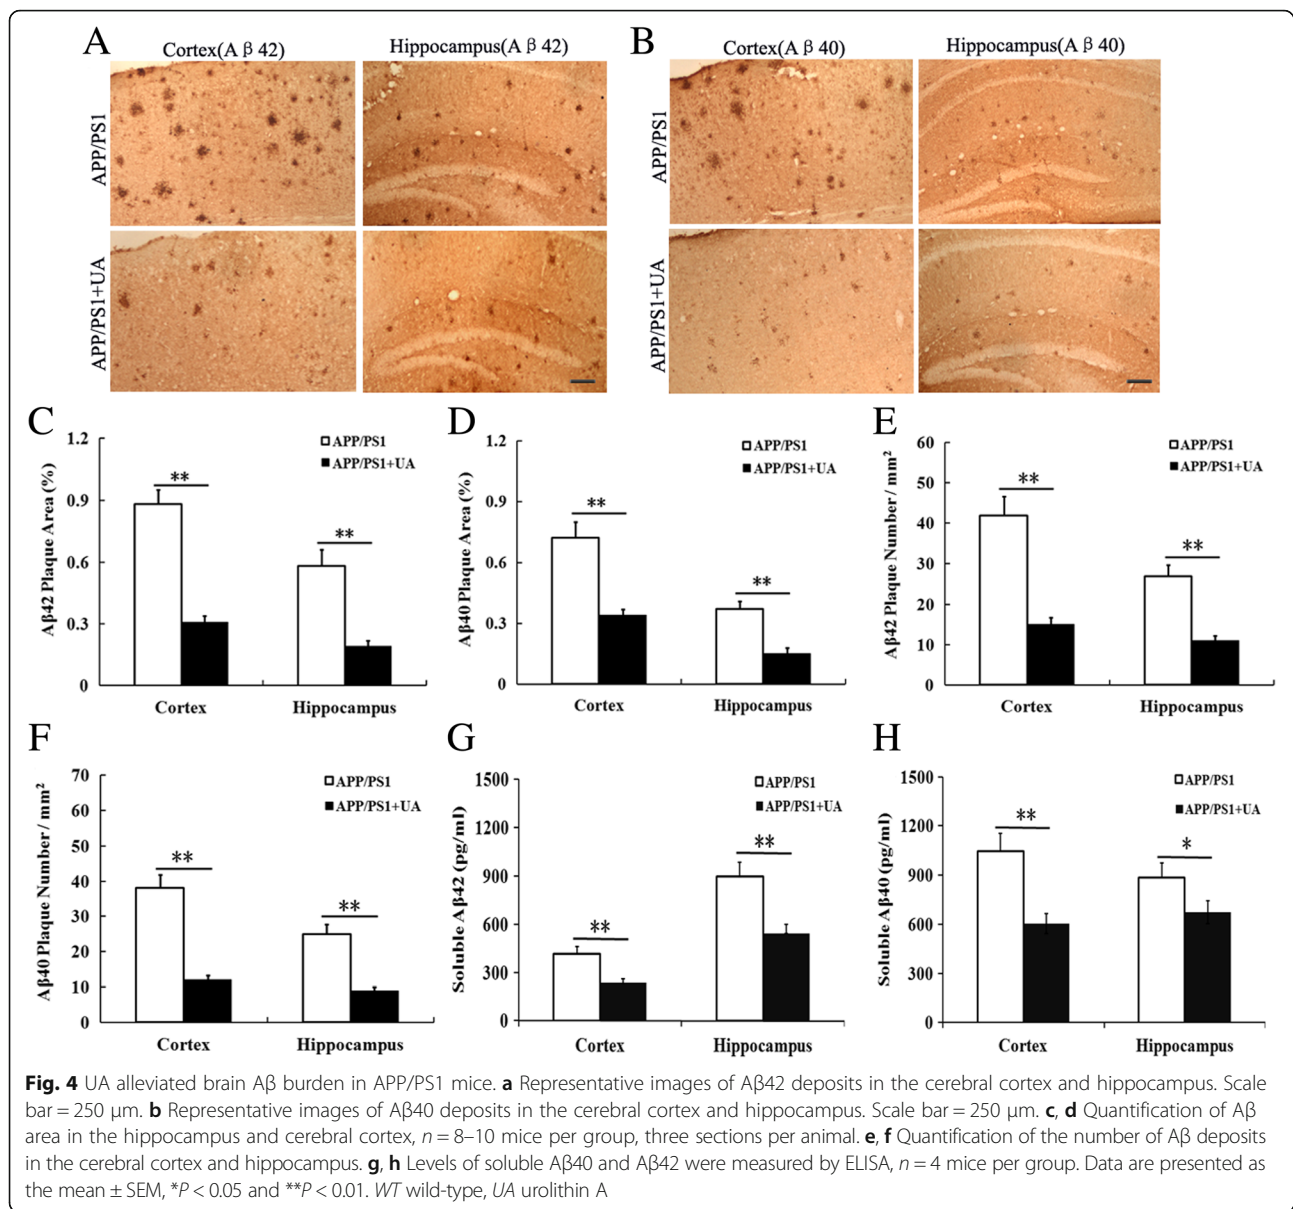 A
Cortex(A β 42)
Hippocampus(A β 42)
B
Cortex(A β 40)
Hippocampus(A β 40)
APP/PS1
APP/PS1+UA
APP/PS1
APP/PS1+UA
C
1.2
0.9
0.6
0.3
0
Aβ42 Plaque Area (%)
APP/PS1
APP/PS1+UA
**
**
Cortex
Hippocampus
D
1.2
0.9
0.6
0.3
0
Aβ40 Plaque Area (%)
APP/PS1
APP/PS1+UA
**
**
Cortex
Hippocampus
E
60
50
40
30
20
10
0
Aβ42 Plaque Number / mm²
APP/PS1
APP/PS1+UA
**
**
Cortex
Hippocampus
F
70
60
50
40
30
20
10
0
Aβ40 Plaque Number / mm²
APP/PS1
APP/PS1+UA
**
**
Cortex
Hippocampus
G
1500
1200
900
600
300
0
Soluble Aβ42 (pg/ml)
APP/PS1
APP/PS1+UA
**
**
Cortex
Hippocampus
H
1500
1200
900
600
300
0
Soluble Aβ40 (pg/ml)
APP/PS1
APP/PS1+UA
**
*
Cortex
Hippocampus
Fig. 4 UA alleviated brain Aβ burden in APP/PS1 mice. a Representative images of Aβ42 deposits in the cerebral cortex and hippocampus. Scale
bar = 250 μm. b Representative images of Aβ40 deposits in the cerebral cortex and hippocampus. Scale bar = 250 μm. c, d Quantification of Aβ
area in the hippocampus and cerebral cortex, n = 8–10 mice per group, three sections per animal. e, f Quantification of the number of Aβ deposits
in the cerebral cortex and hippocampus. g, h Levels of soluble Aβ40 and Aβ42 were measured by ELISA, n = 4 mice per group. Data are presented as
the mean ± SEM, *P < 0.05 and **P < 0.01. WT wild-type, UA urolithin A